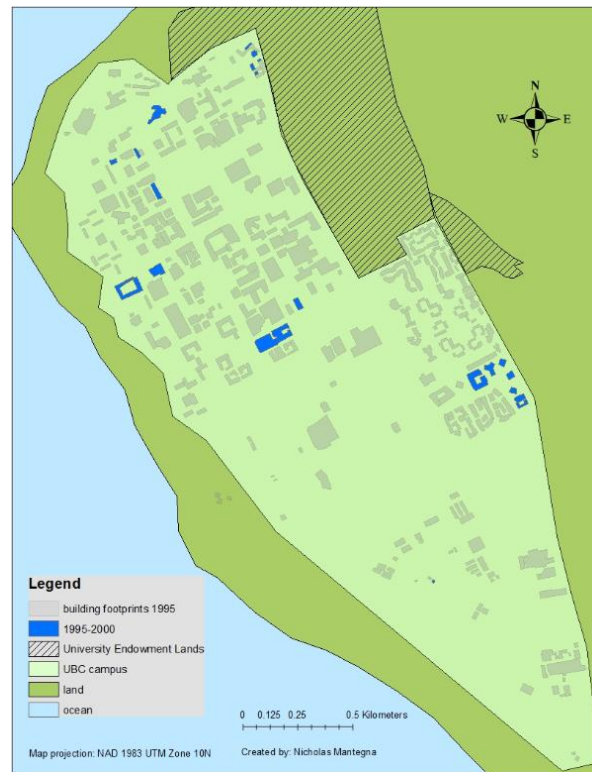 N
W E
S
Legend
building footprints 1995
1995-2000
University Endowment Lands
UBC campus
land
ocean
0 0.125 0.25 0.5 Kilometers
Map projection: NAD 1983 UTM Zone 10N
Created by: Nicholas Mantegna